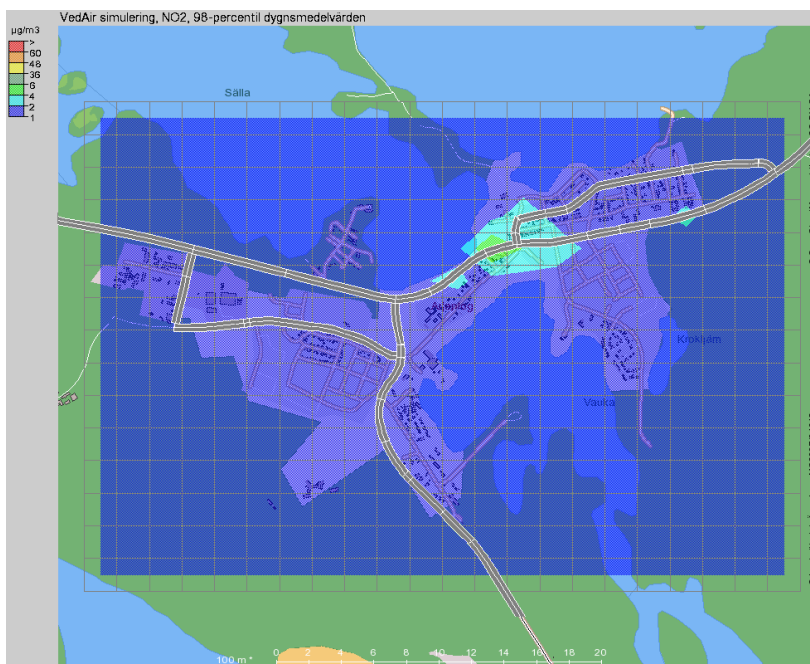 VedAir simulering, NO2, 98-percentil dygnsmedelvärden
µg/m3
>
60
48
36
6
4
2
1
Sälla
Krokfjärn
Vauka
100 m *
0 2 4 6 8 10 12 14 16 18 20